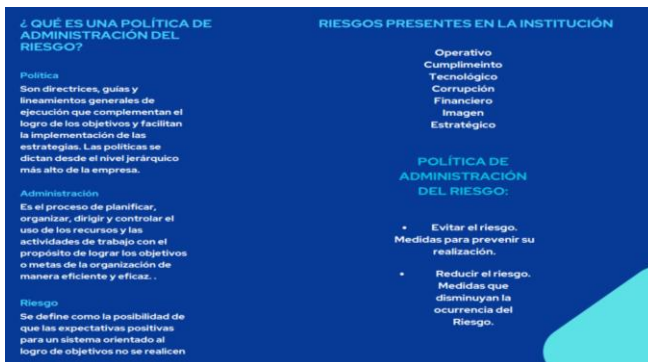 ¿ QUÉ ES UNA POLÍTICA DE
ADMINISTRACIÓN DEL
RIESGO?
Política
Son directrices, guías y
lineamientos generales de
ejecución que complementan el
logro de los objetivos y facilitan
la implementación de las
estrategias. Las políticas se
dictan desde el nivel jerárquico
más alto de la empresa.
Administración
Es el proceso de planificar,
organizar, dirigir y controlar el
uso de los recursos y las
actividades de trabajo con el
propósito de lograr los objetivos
o metas de la organización de
manera eficiente y eficaz. .
Riesgo
Se define como la posibilidad de
que las expectativas positivas
para un sistema orientado al
logro de objetivos no se realicen
RIESGOS PRESENTES EN LA INSTITUCIÓN
Operativo
Cumplimeinto
Tecnológico
Corrupción
Financiero
Imagen
Estratégico
POLÍTICA DE
ADMINISTRACIÓN
DEL RIESGO:
• Evitar el riesgo.
Medidas para prevenir su
realización.
• Reducir el riesgo.
Medidas que
disminuyan la
ocurrencia del
Riesgo.